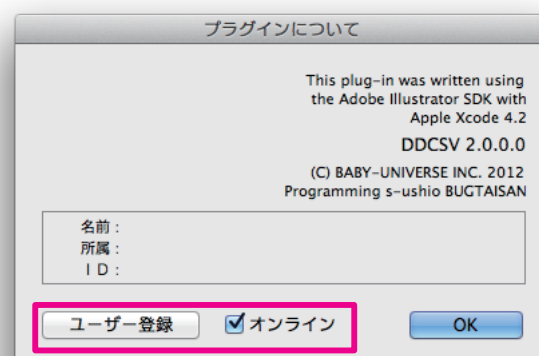 プラグインについて
This plug-in was written using
the Adobe Illustrator SDK with
Apple Xcode 4.2
DDCSV 2.0.0.0
(C) BABY-UNIVERSE INC. 2012
Programming s-ushio BUGTAISAN
名前：
所属：
ＩＤ：
ユーザー登録 オンライン OK